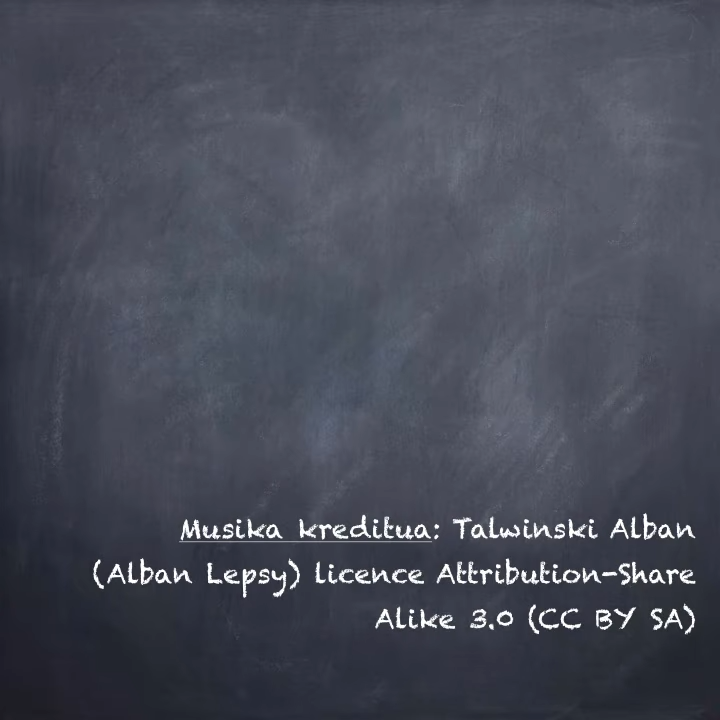 Musika kreditua: Talwinski Alban
(Alban Lepsy) licence Attribution-Share
Alike 3.0 (CC BY SA)